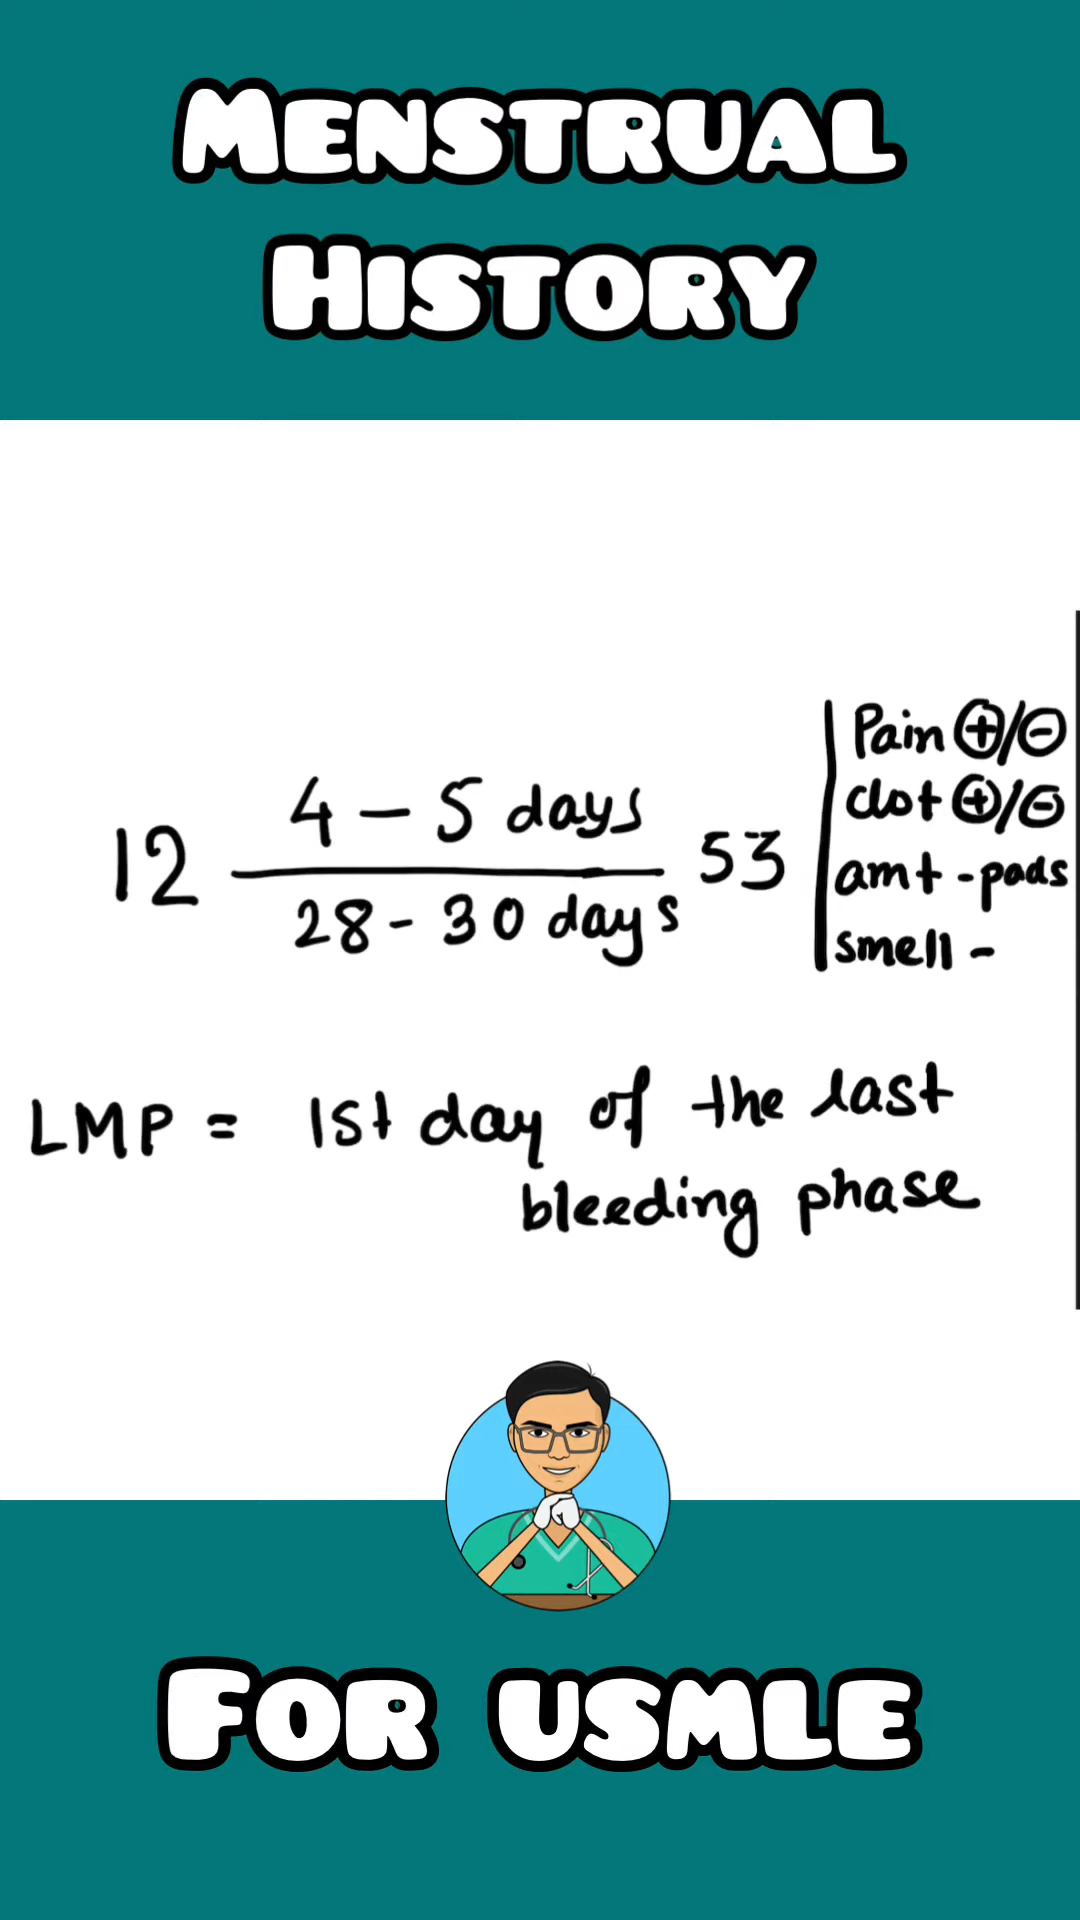 MENSTRUAL
HISTORY
12 4 - 5 days 53
28 - 30 days
Pain ⊕/⊖
clot ⊕/⊖
amt - pads
smell -
LMP = 1st day of the last
bleeding phase
FOR USMLE